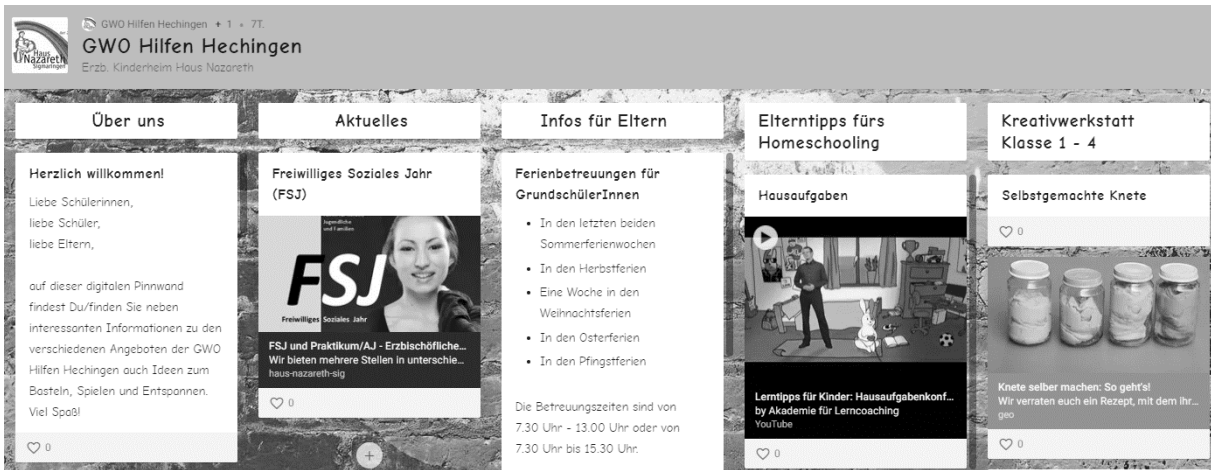 GWO Hilfen Hechingen + 1 • 7T.
GWO Hilfen Hechingen
Erzb. Kinderheim Haus Nazareth
Haus
Nazareth
Sigmaringen
Über uns
Herzlich willkommen!
Liebe Schülerinnen,
liebe Schüler,
liebe Eltern,
auf dieser digitalen Pinnwand
findest Du/finden Sie neben
interessanten Informationen zu den
verschiedenen Angeboten der GWO
Hilfen Hechingen auch Ideen zum
Basteln, Spielen und Entspannen.
Viel Spaß!
0
Aktuelles
Freiwilliges Soziales Jahr
(FSJ)
Jugendliche
und Familien
FSJ
Freiwilliges Soziales Jahr
FSJ und Praktikum/AJ - Erzbischöfliche...
Wir bieten mehrere Stellen in unterschie...
haus-nazareth-sig
0
Infos für Eltern
Ferienbetreuungen für
GrundschülerInnen
• In den letzten beiden
Sommerferienwochen
• In den Herbstferien
• Eine Woche in den
Weihnachtsferien
• In den Osterferien
• In den Pfingstferien
Die Betreuungszeiten sind von
7.30 Uhr - 13.00 Uhr oder von
7.30 Uhr bis 15.30 Uhr.
Elterntipps fürs
Homeschooling
Hausaufgaben
Lerntipps für Kinder: Hausaufgabenkonf...
by Akademie für Lerncoaching
YouTube
0
Kreativwerkstatt
Klasse 1 - 4
Selbstgemachte Knete
0
Knete selber machen: So geht's!
Wir verraten euch ein Rezept, mit dem ihr...
geo
0